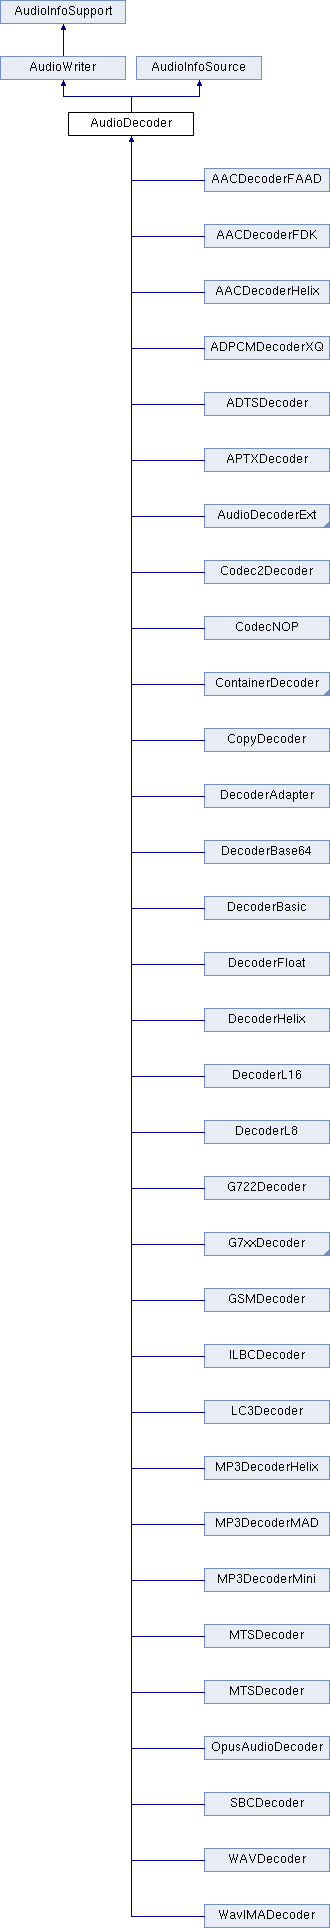 AudioInfoSupport
AudioWriter
AudioInfoSource
AudioDecoder
AACDecoderFAAD
AACDecoderFDK
AACDecoderHelix
ADPCMDecoderXQ
ADTSDecoder
APTXDecoder
AudioDecoderExt
Codec2Decoder
CodecNOP
ContainerDecoder
CopyDecoder
DecoderAdapter
DecoderBase64
DecoderBasic
DecoderFloat
DecoderHelix
DecoderL16
DecoderL8
G722Decoder
G7xxDecoder
GSMDecoder
ILBCDecoder
LC3Decoder
MP3DecoderHelix
MP3DecoderMAD
MP3DecoderMini
MTSDecoder
MTSDecoder
OpusAudioDecoder
SBCDecoder
WAVDecoder
WavIMADecoder